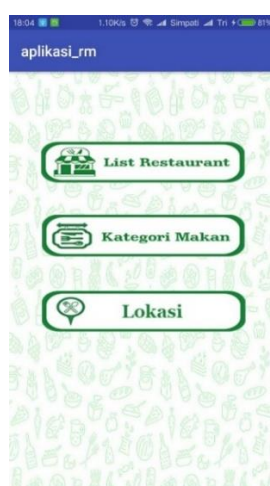 18:04 1.10K/s Simpati Tri 81%
aplikasi_rm
List Restaurant
Kategori Makan
Lokasi